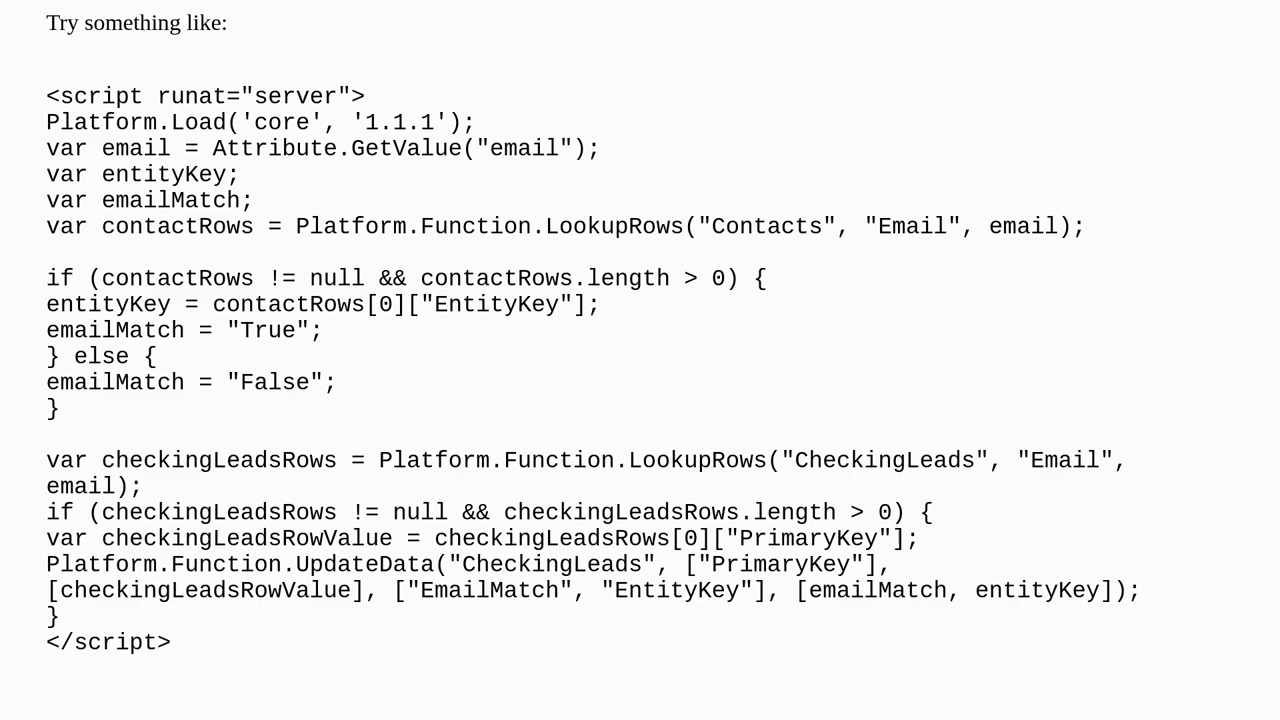 Try something like:
<script runat="server">
Platform.Load('core', '1.1.1');
var email = Attribute.GetValue("email");
var entityKey;
var emailMatch;
var contactRows = Platform.Function.LookupRows("Contacts", "Email", email);
if (contactRows != null && contactRows.length > 0) {
entityKey = contactRows[0]["EntityKey"];
emailMatch = "True";
} else {
emailMatch = "False";
}
var checkingLeadsRows = Platform.Function.LookupRows("CheckingLeads", "Email",
email);
if (checkingLeadsRows != null && checkingLeadsRows.length > 0) {
var checkingLeadsRowValue = checkingLeadsRows[0]["PrimaryKey"];
Platform.Function.UpdateData("CheckingLeads", ["PrimaryKey"],
[checkingLeadsRowValue], ["EmailMatch", "EntityKey"], [emailMatch, entityKey]);
}
</script>